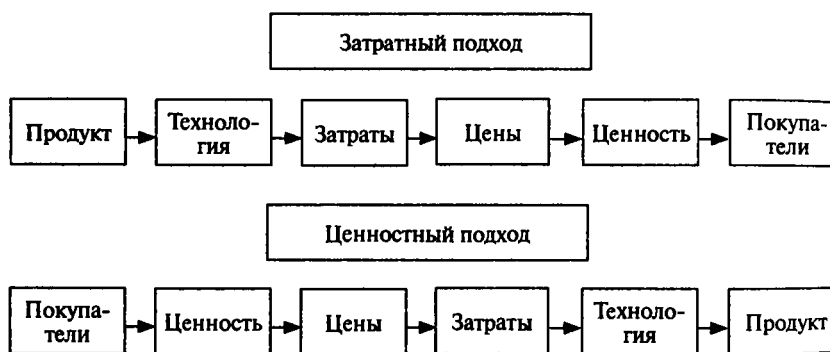 Затратный подход
Продукт
Техноло-
гия
Затраты
Цены
Ценность
Покупа-
тели
Ценностный подход
Покупа-
тели
Ценность
Цены
Затраты
Техноло-
гия
Продукт